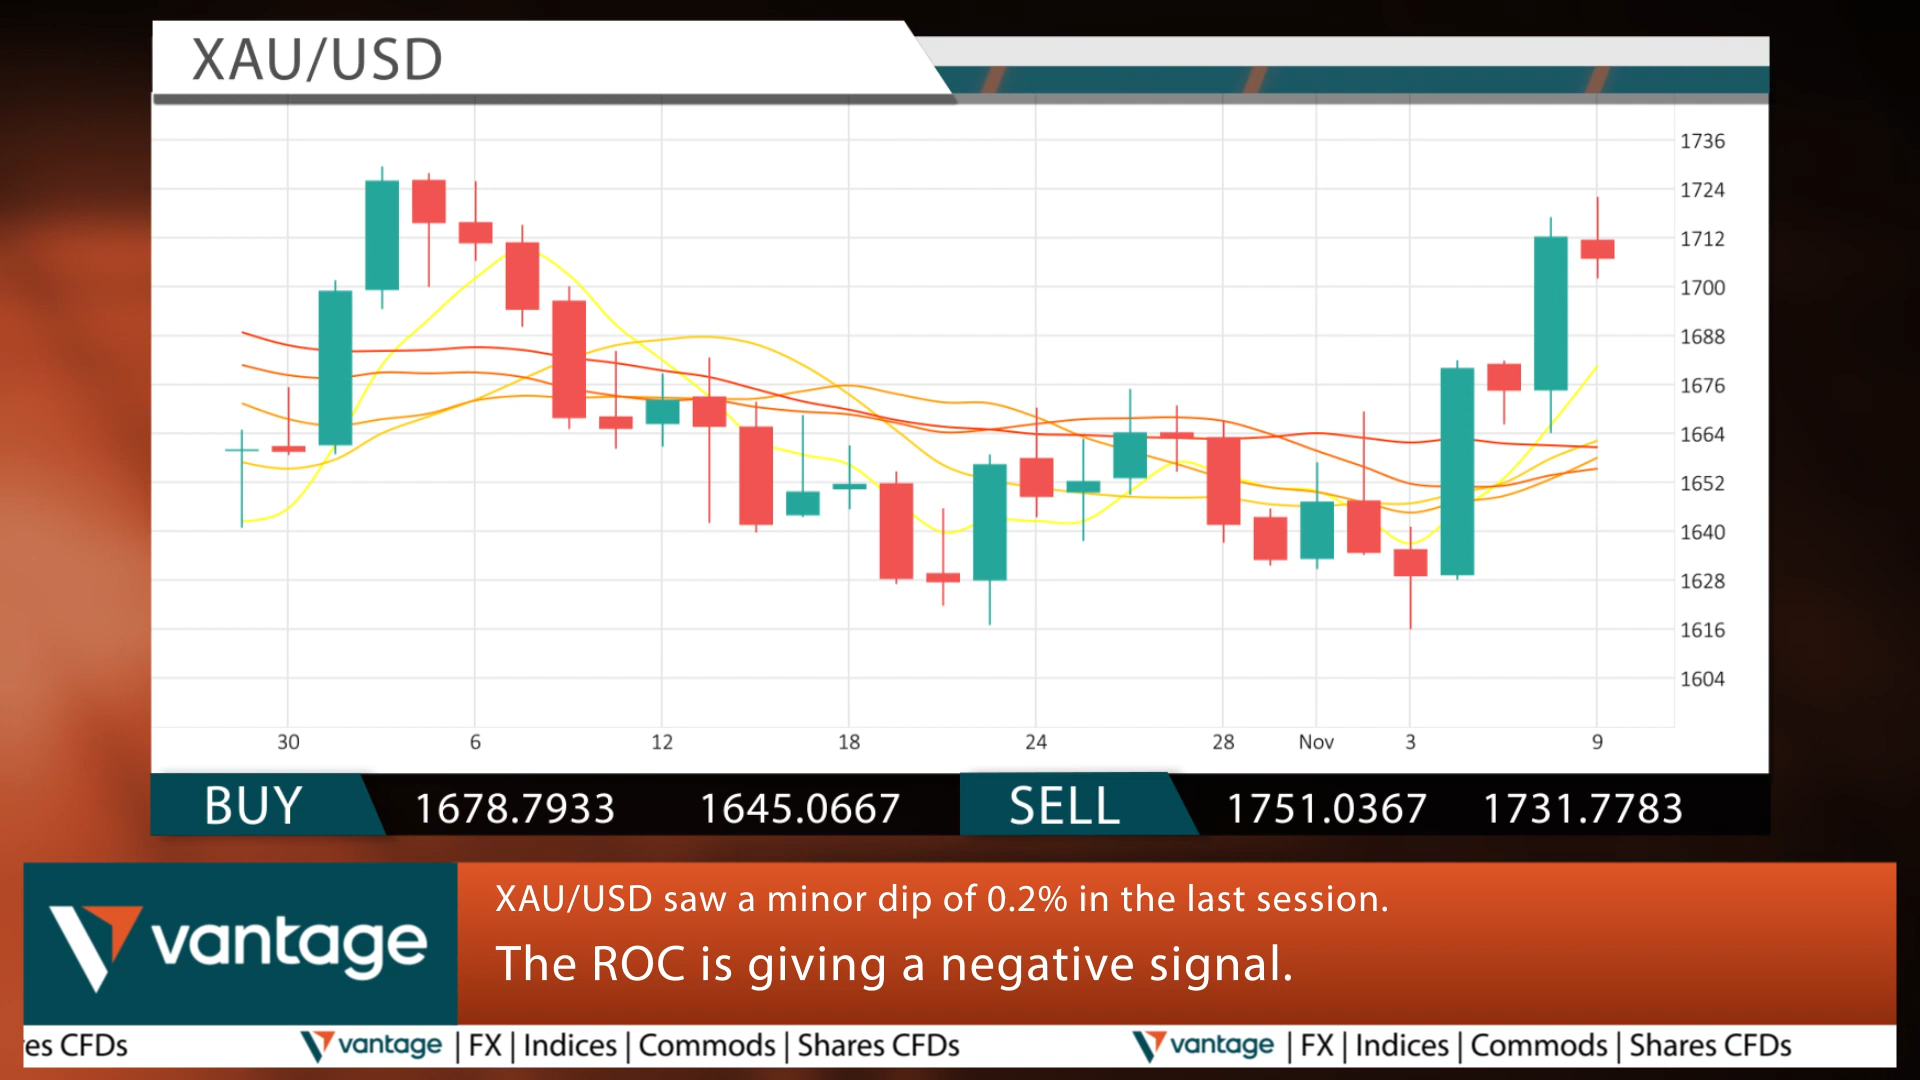 XAU/USD
1736
1724
1712
1700
1688
1676
1664
1652
1640
1628
1616
1604
30 6 12 18 24 28 Nov 3 9
BUY 1678.7933 1645.0667 SELL 1751.0367 1731.7783
vantage
XAU/USD saw a minor dip of 0.2% in the last session.
The ROC is giving a negative signal.
es CFDs vantage | FX | Indices | Commods | Shares CFDs vantage | FX | Indices | Commods | Shares CFDs